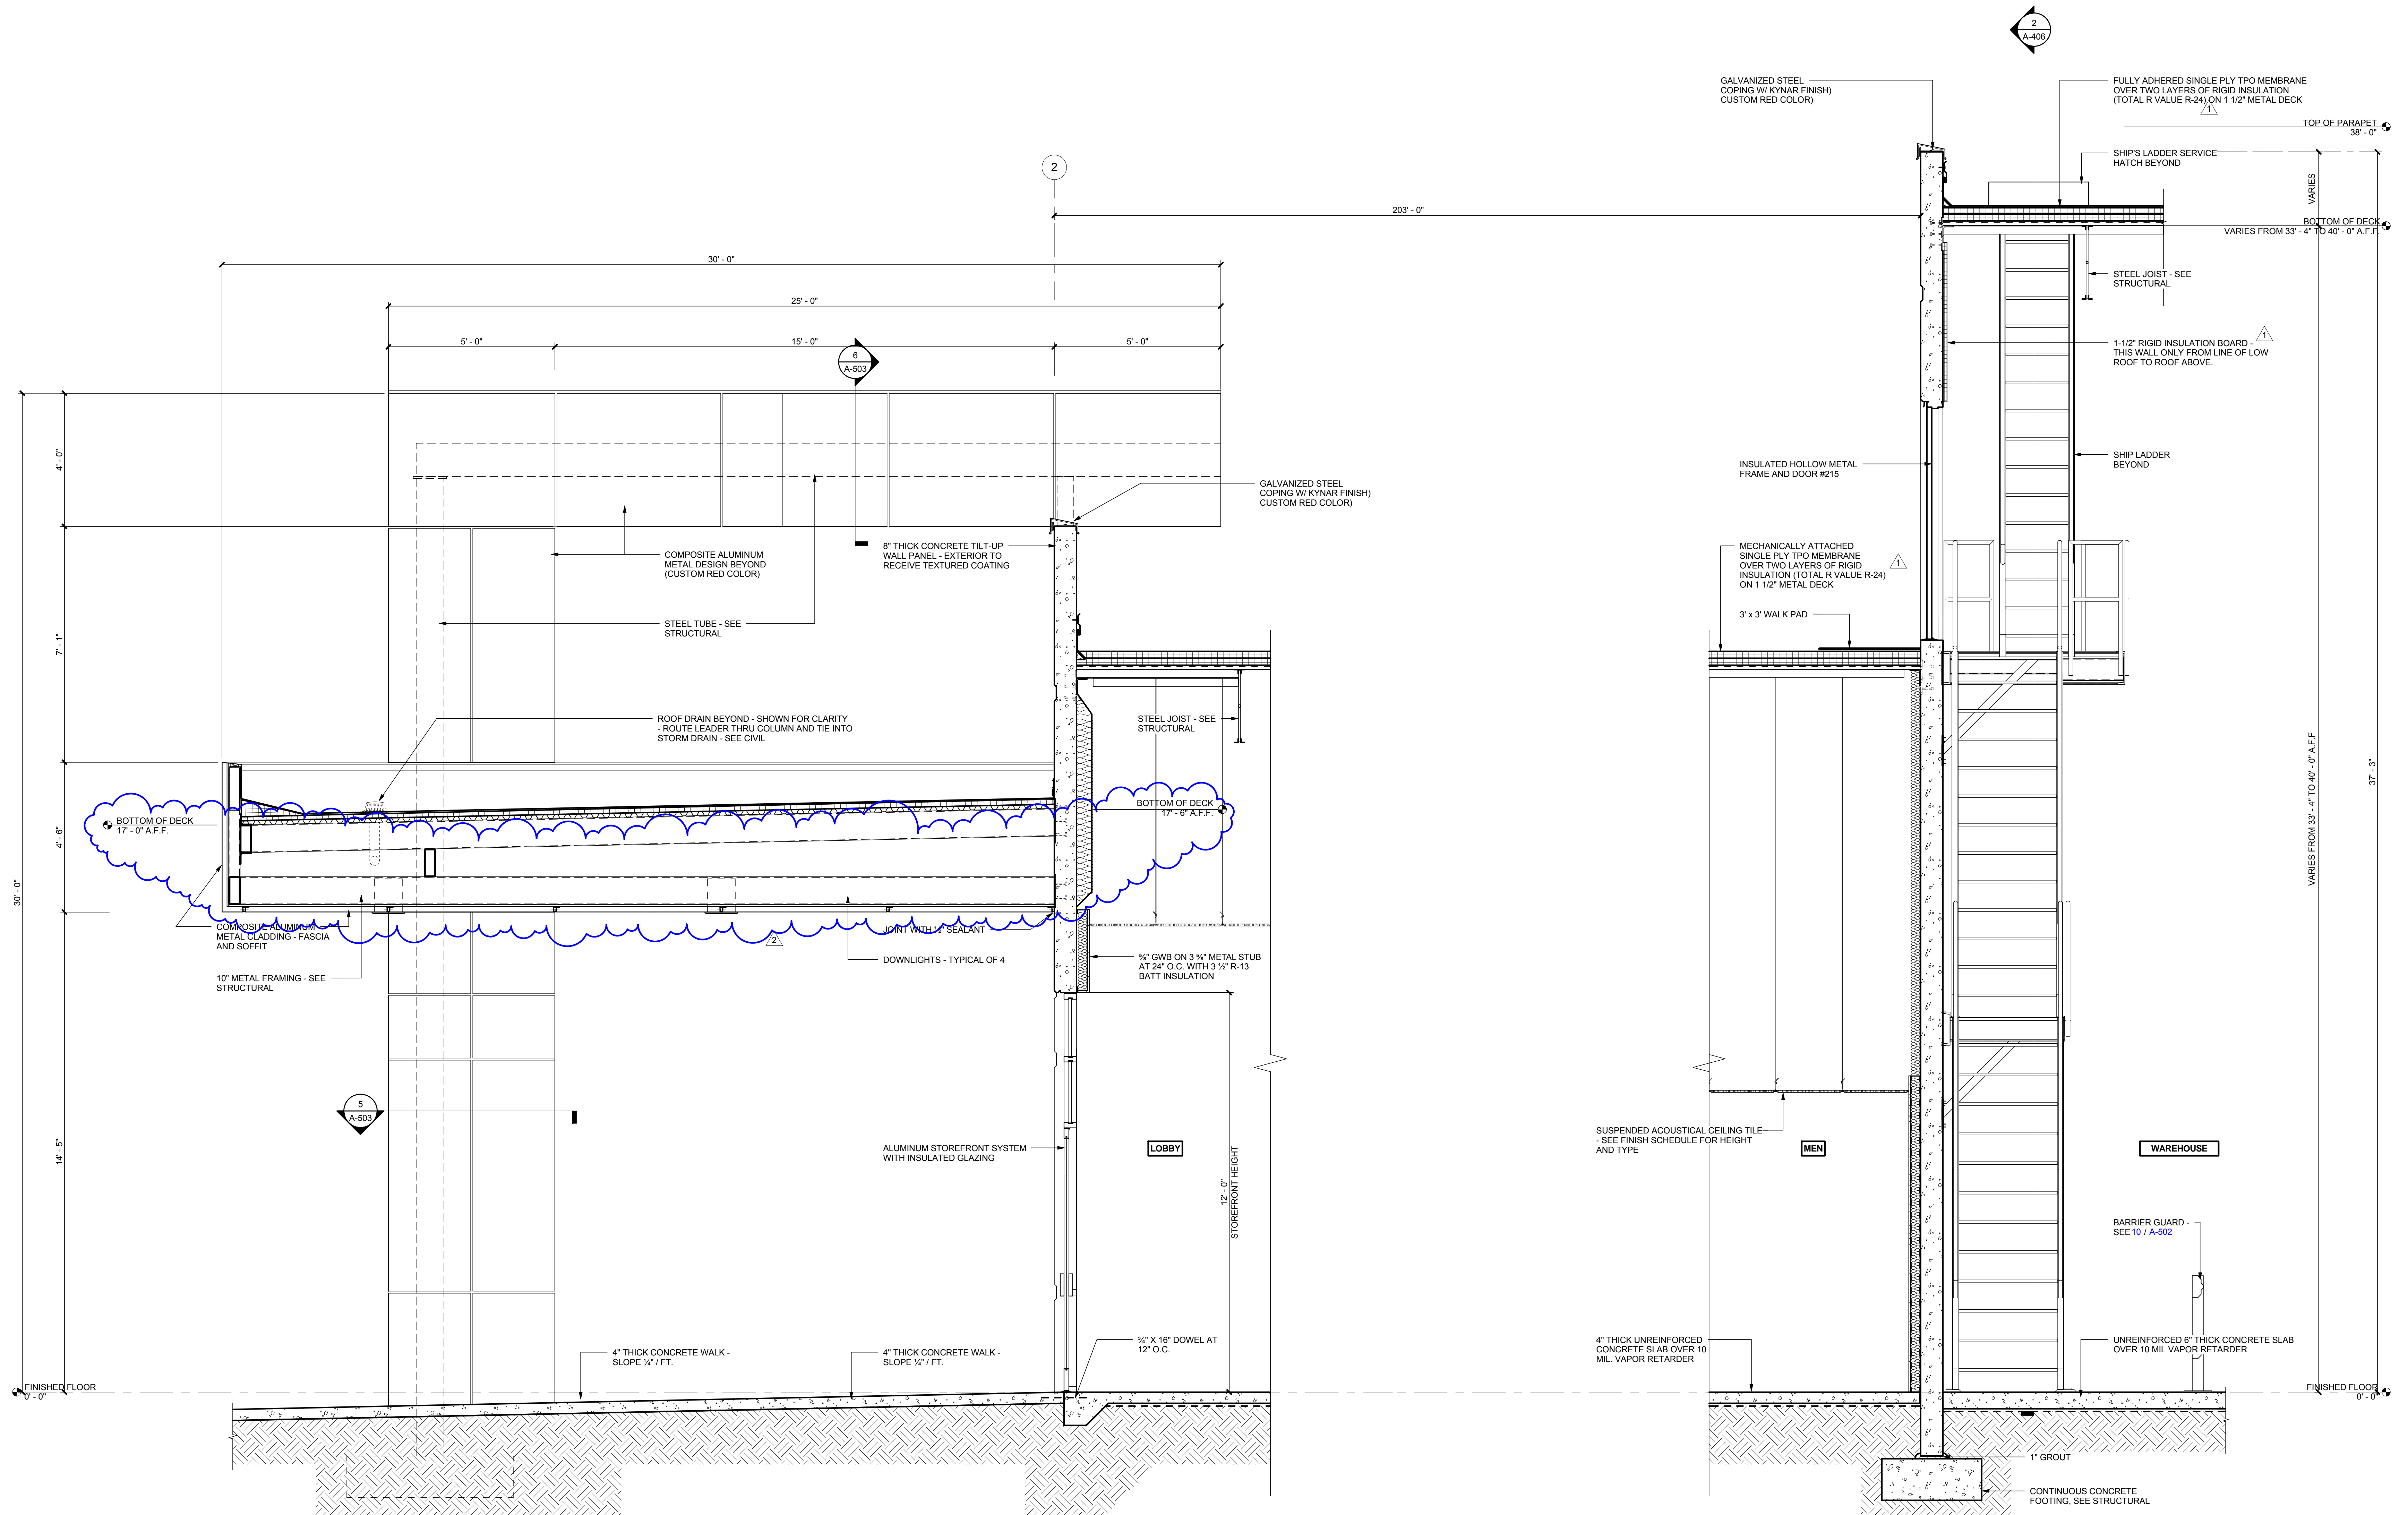 2
A-406
GALVANIZED STEEL
COPING W/ KYNAR FINISH)
CUSTOM RED COLOR)
FULLY ADHERED SINGLE PLY TPO MEMBRANE
OVER TWO LAYERS OF RIGID INSULATION
(TOTAL R VALUE R-24) ON 1 1/2" METAL DECK
1
TOP OF PARAPET
38' - 0"
SHIP'S LADDER SERVICE
HATCH BEYOND
VARIES
2
203' - 0"
BOTTOM OF DECK
VARIES FROM 33' - 4" TO 40' - 0" A.F.F.
30' - 0"
STEEL JOIST - SEE
STRUCTURAL
25' - 0"
5' - 0"
15' - 0"
5' - 0"
6
A-503
1
1-1/2" RIGID INSULATION BOARD -
THIS WALL ONLY FROM LINE OF LOW
ROOF TO ROOF ABOVE.
4' - 0"
INSULATED HOLLOW METAL
FRAME AND DOOR #215
SHIP LADDER
BEYOND
GALVANIZED STEEL
COPING W/ KYNAR FINISH)
CUSTOM RED COLOR)
COMPOSITE ALUMINUM
METAL DESIGN BEYOND
(CUSTOM RED COLOR)
8" THICK CONCRETE TILT-UP
WALL PANEL - EXTERIOR TO
RECEIVE TEXTURED COATING
MECHANICALLY ATTACHED
SINGLE PLY TPO MEMBRANE
OVER TWO LAYERS OF RIGID
INSULATION (TOTAL R VALUE R-24)
ON 1 1/2" METAL DECK
1
3' x 3' WALK PAD
STEEL TUBE - SEE
STRUCTURAL
7' - 1"
ROOF DRAIN BEYOND - SHOWN FOR CLARITY
- ROUTE LEADER THRU COLUMN AND TIE INTO
STORM DRAIN - SEE CIVIL
STEEL JOIST - SEE
STRUCTURAL
VARIES FROM 33' - 4" TO 40' - 0" A.F.F
37' - 3"
BOTTOM OF DECK
17' - 6" A.F.F.
BOTTOM OF DECK
17' - 0" A.F.F.
4' - 6"
30' - 0"
COMPOSITE ALUMINUM
METAL CLADDING - FASCIA
AND SOFFIT
JOINT WITH ½" SEALANT
2
DOWNLIGHTS - TYPICAL OF 4
10" METAL FRAMING - SEE
STRUCTURAL
⅝" GWB ON 3 ⅝" METAL STUB
AT 24" O.C. WITH 3 ½" R-13
BATT INSULATION
5
A-503
14' - 5"
ALUMINUM STOREFRONT SYSTEM
WITH INSULATED GLAZING
LOBBY
12' - 0"
STOREFRONT HEIGHT
SUSPENDED ACOUSTICAL CEILING TILE
- SEE FINISH SCHEDULE FOR HEIGHT
AND TYPE
MEN
WAREHOUSE
BARRIER GUARD -
SEE 10 / A-502
4" THICK CONCRETE WALK -
SLOPE ¼" / FT.
4" THICK CONCRETE WALK -
SLOPE ¼" / FT.
¾" X 16" DOWEL AT
12" O.C.
4" THICK UNREINFORCED
CONCRETE SLAB OVER 10
MIL. VAPOR RETARDER
UNREINFORCED 6" THICK CONCRETE SLAB
OVER 10 MIL VAPOR RETARDER
FINISHED FLOOR
0' - 0"
FINISHED FLOOR
0' - 0"
1" GROUT
CONTINUOUS CONCRETE
FOOTING, SEE STRUCTURAL